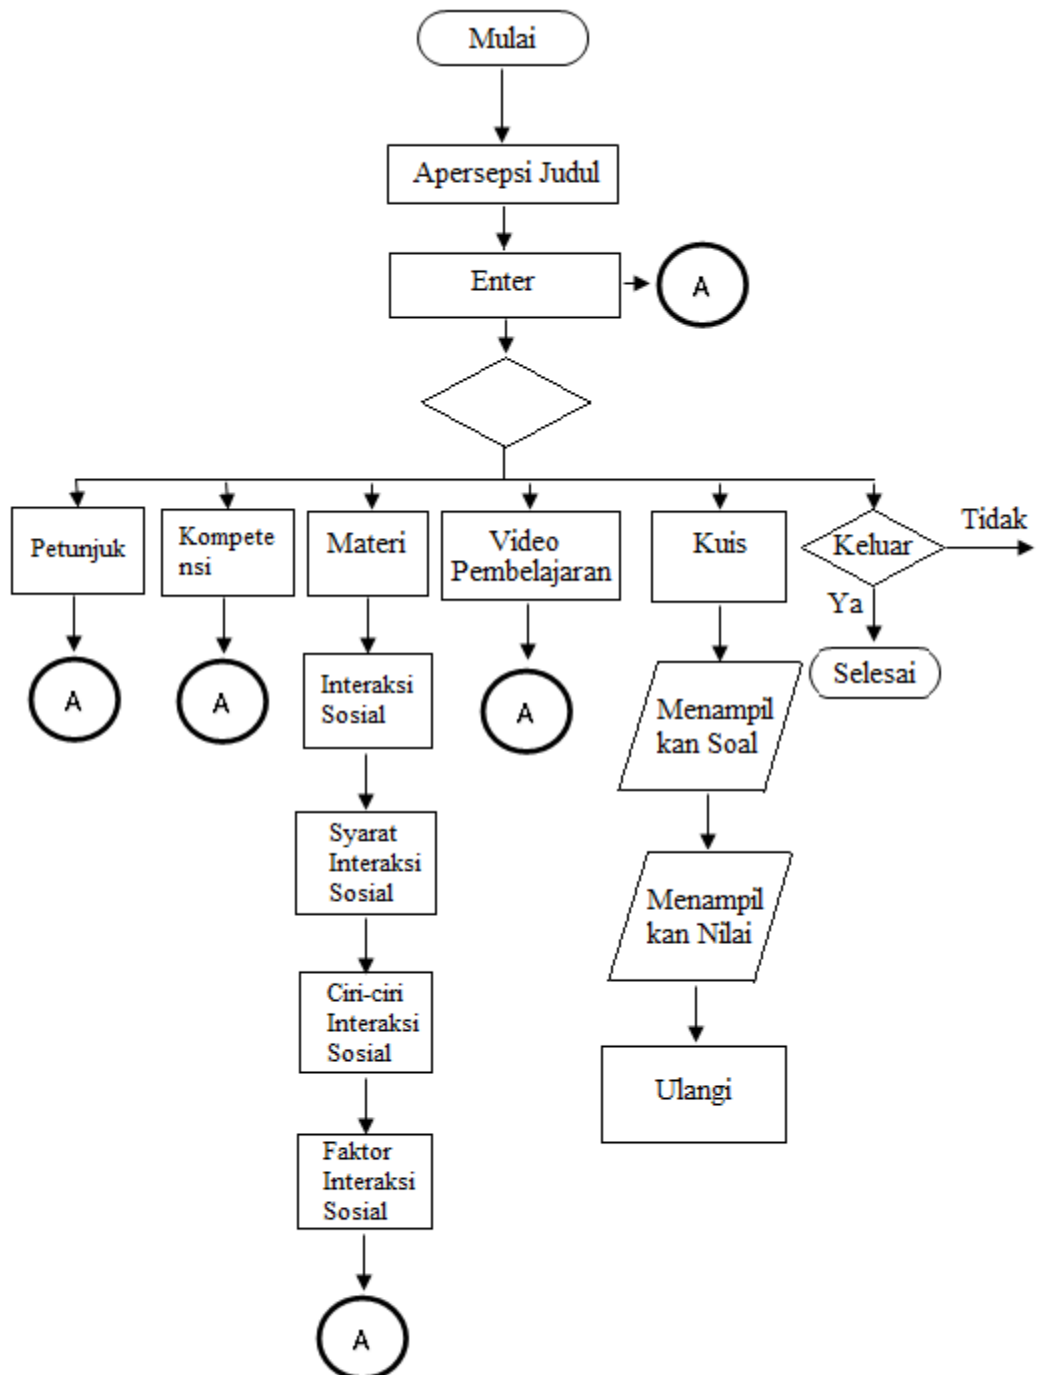 Mulai
Apersepsi Judul
Enter
A
Petunjuk
Kompete
nsi
Materi
Video
Pembelajaran
Kuis
Keluar
Tidak
Ya
Selesai
A
A
Interaksi
Sosial
A
Menampil
kan Soal
Syarat
Interaksi
Sosial
Menampil
kan Nilai
Ciri-ciri
Interaksi
Sosial
Ulangi
Faktor
Interaksi
Sosial
A